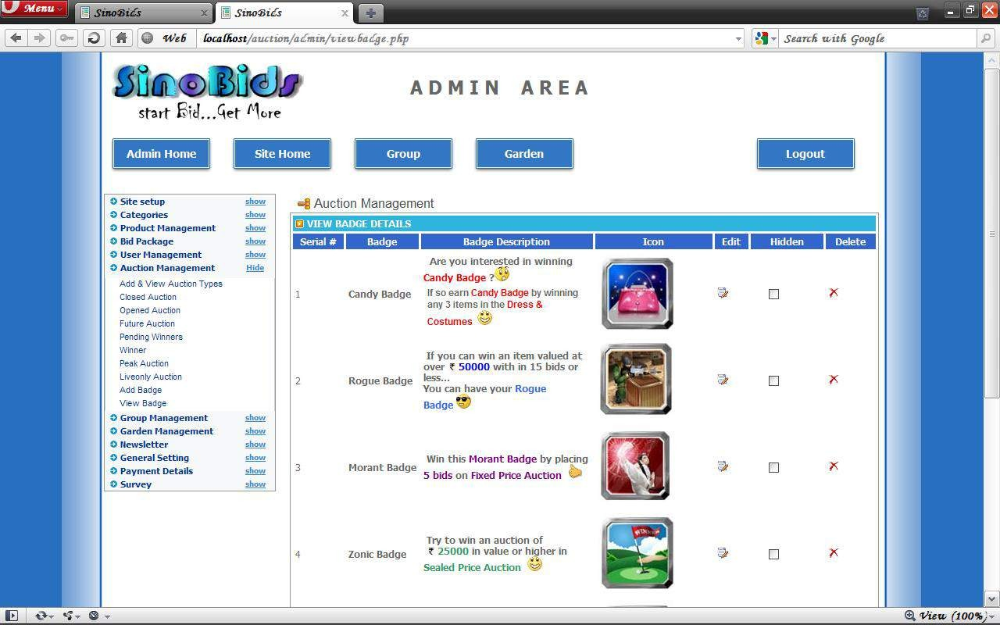 Menu
SinoBids
SinoBids
Web
localhost/auction/admin/viewbadge.php
Search with Google
SinoBids
start Bid...Get More
ADMIN AREA
Admin Home
Site Home
Group
Garden
Logout
Site setup show
Categories show
Product Management show
Bid Package show
User Management show
Auction Management Hide
Add & View Auction Types
Closed Auction
Opened Auction
Future Auction
Pending Winners
Winner
Peak Auction
Liveonly Auction
Add Badge
View Badge
Group Management show
Garden Management show
Newsletter show
General Setting show
Payment Details show
Survey show
Auction Management
VIEW BADGE DETAILS
Serial # Badge Badge Description Icon Edit Hidden Delete
1 Candy Badge
Are you interested in winning
Candy Badge ?
If so earn Candy Badge by winning
any 3 items in the Dress &
Costumes
2 Rogue Badge
If you can win an item valued at
over ₹ 50000 with in 15 bids or
less...
You can have your Rogue
Badge
3 Morant Badge
Win this Morant Badge by placing
5 bids on Fixed Price Auction
4 Zonic Badge
Try to win an auction of
₹ 25000 in value or higher in
Sealed Price Auction
View (100%)